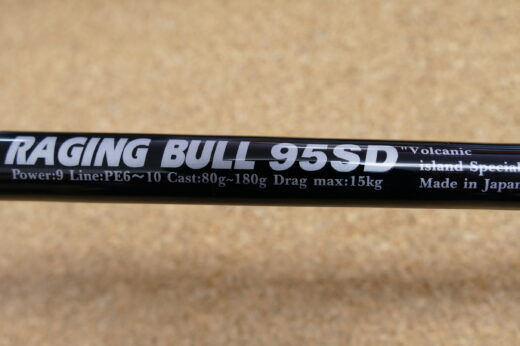 RAGING BULL 95SD
Power:9 Line:PE6～10 Cast:80g~180g Drag max:15kg
"Volcanic
island Special
Made in Japan